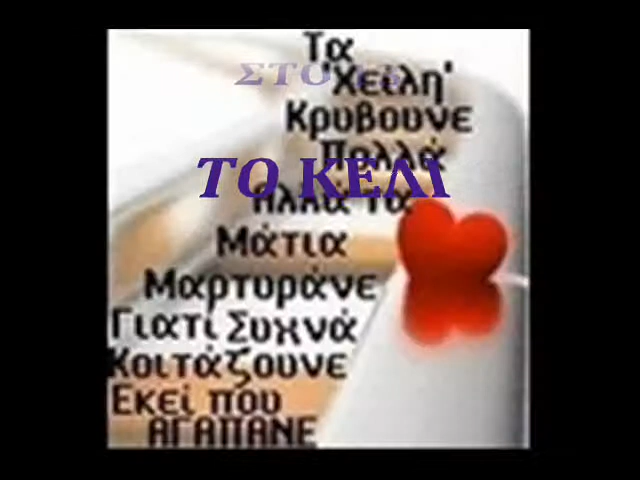 Τα
'Χείλη'
Κρυβουνε
Πολλά
ΤΟ ΚΕΛΙ
Αλλά τα
Μάτια
Μαρτυράνε
Γιατί Συχνά
Κοιτάζουνε
Εκεί που
ΑΓΑΠΑΝΕ
ΣΤΟ